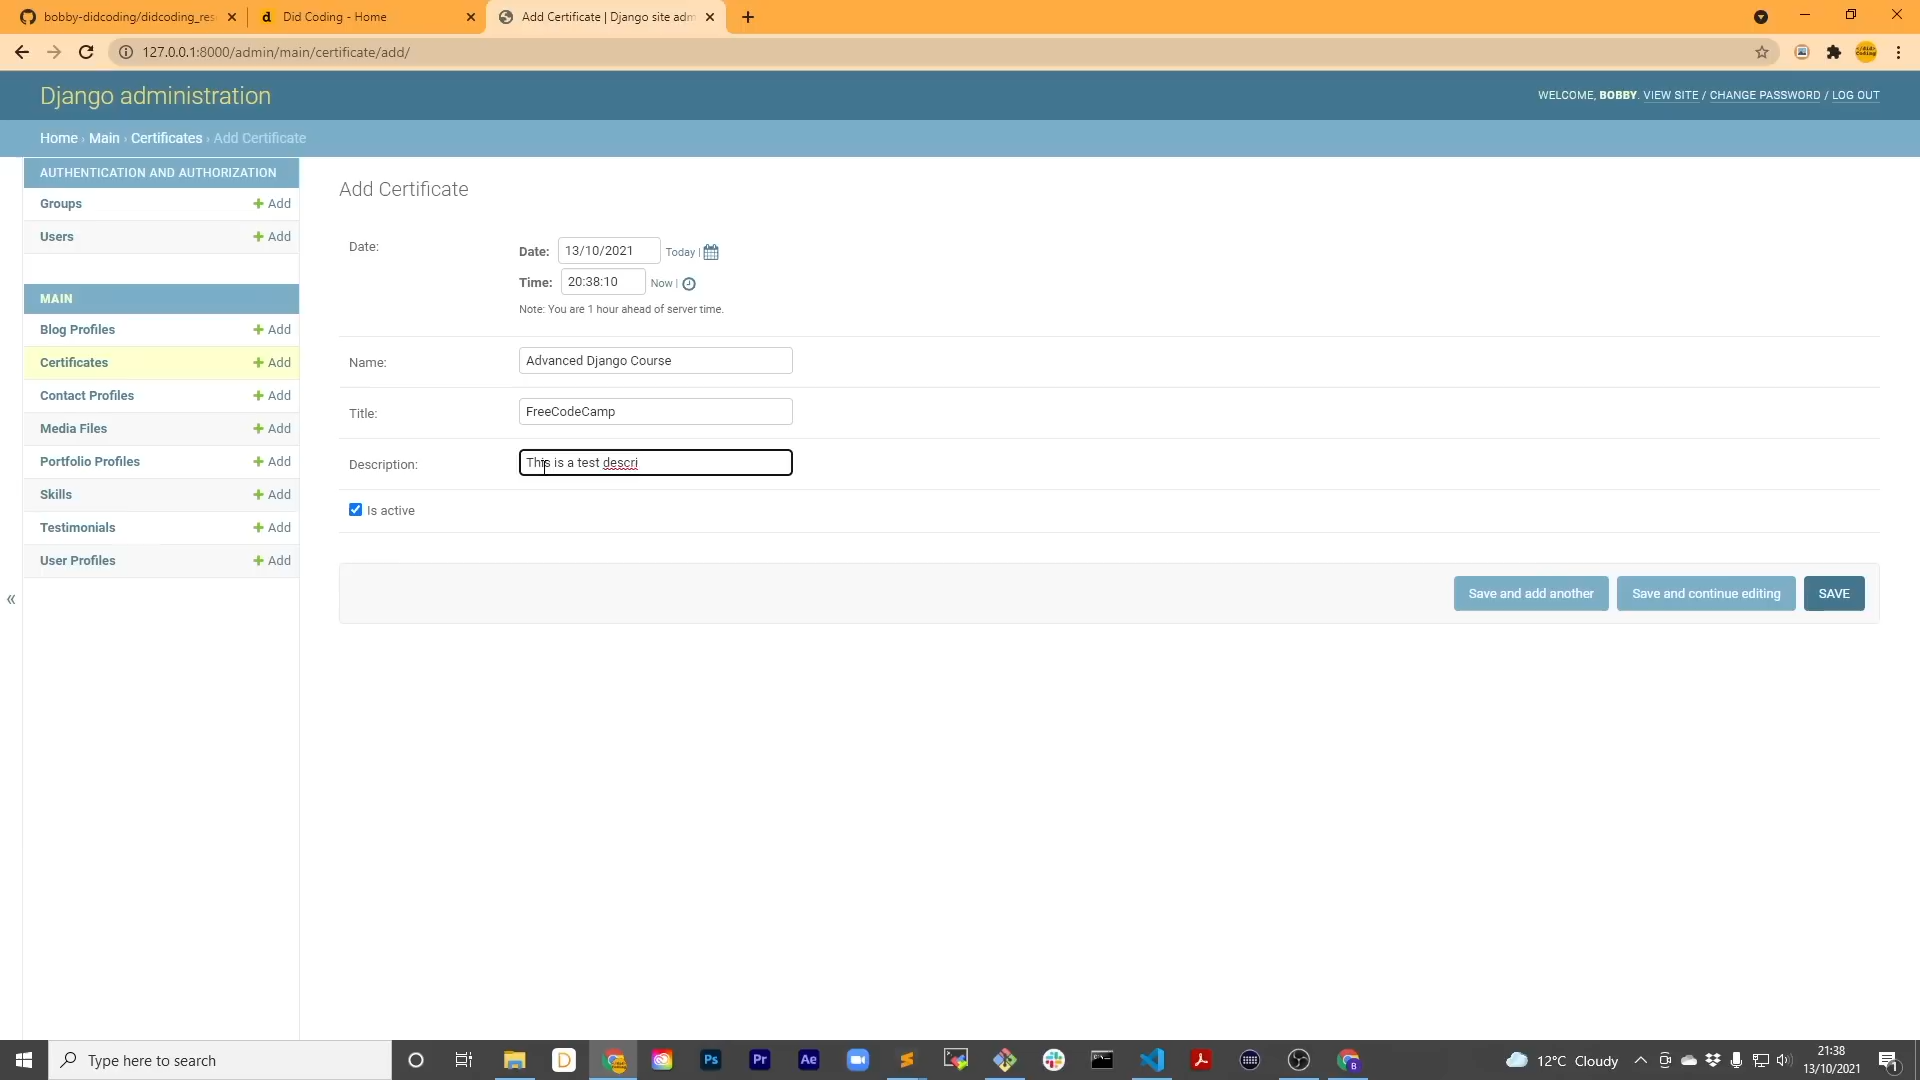 bobby-didcoding/didcoding_res
Did Coding - Home
Add Certificate | Django site adm
127.0.0.1:8000/admin/main/certificate/add/
Django administration
WELCOME, BOBBY. VIEW SITE / CHANGE PASSWORD / LOG OUT
Home › Main › Certificates › Add Certificate
AUTHENTICATION AND AUTHORIZATION
Groups + Add
Users + Add
MAIN
Blog Profiles + Add
Certificates + Add
Contact Profiles + Add
Media Files + Add
Portfolio Profiles + Add
Skills + Add
Testimonials + Add
User Profiles + Add
«
Add Certificate
Date:
Date: 13/10/2021 Today |
Time: 20:38:10 Now |
Note: You are 1 hour ahead of server time.
Name: Advanced Django Course
Title: FreeCodeCamp
Description: This is a test descri
Is active
Save and add another
Save and continue editing
SAVE
Type here to search
D
Ps
Pr
Ae
B
12°C Cloudy
21:38
13/10/2021
1